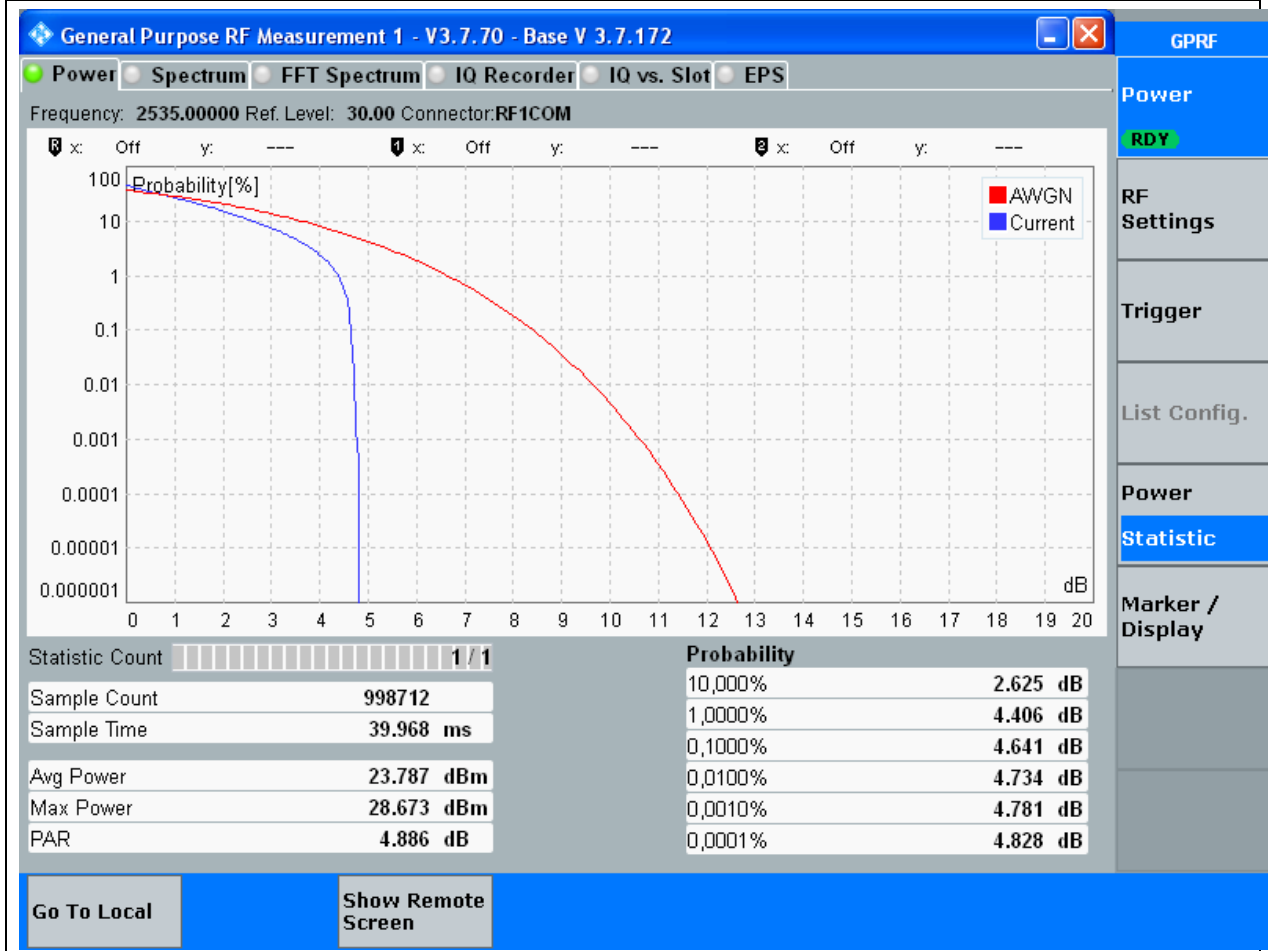 General Purpose RF Measurement 1 - V3.7.70 - Base V 3.7.172
Power Spectrum FFT Spectrum IQ Recorder IQ vs. Slot EPS
Frequency: 2535.00000 Ref. Level: 30.00 Connector:RF1COM
R x: Off y: --- 1 x: Off y: --- 2 x: Off y: ---
Probability[%]
AWGN
Current
100
10
1
0.1
0.01
0.001
0.0001
0.00001
0.000001
dB
0 1 2 3 4 5 6 7 8 9 10 11 12 13 14 15 16 17 18 19 20
Statistic Count 1 / 1
Sample Count 998712
Sample Time 39.968 ms
Avg Power 23.787 dBm
Max Power 28.673 dBm
PAR 4.886 dB
Probability
10,000% 2.625 dB
1,0000% 4.406 dB
0,1000% 4.641 dB
0,0100% 4.734 dB
0,0010% 4.781 dB
0,0001% 4.828 dB
GPRF
Power
RDY
RF
Settings
Trigger
List Config.
Power
Statistic
Marker /
Display
Go To Local
Show Remote
Screen